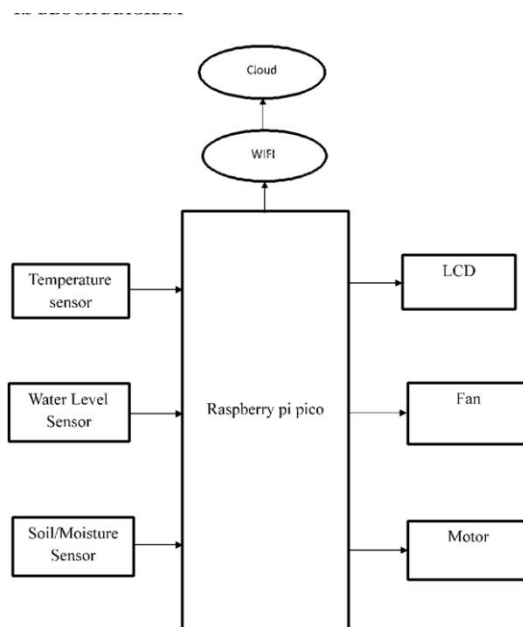 Cloud
WIFI
Temperature
sensor
LCD
Water Level
Sensor
Raspberry pi pico
Fan
Soil/Moisture
Sensor
Motor